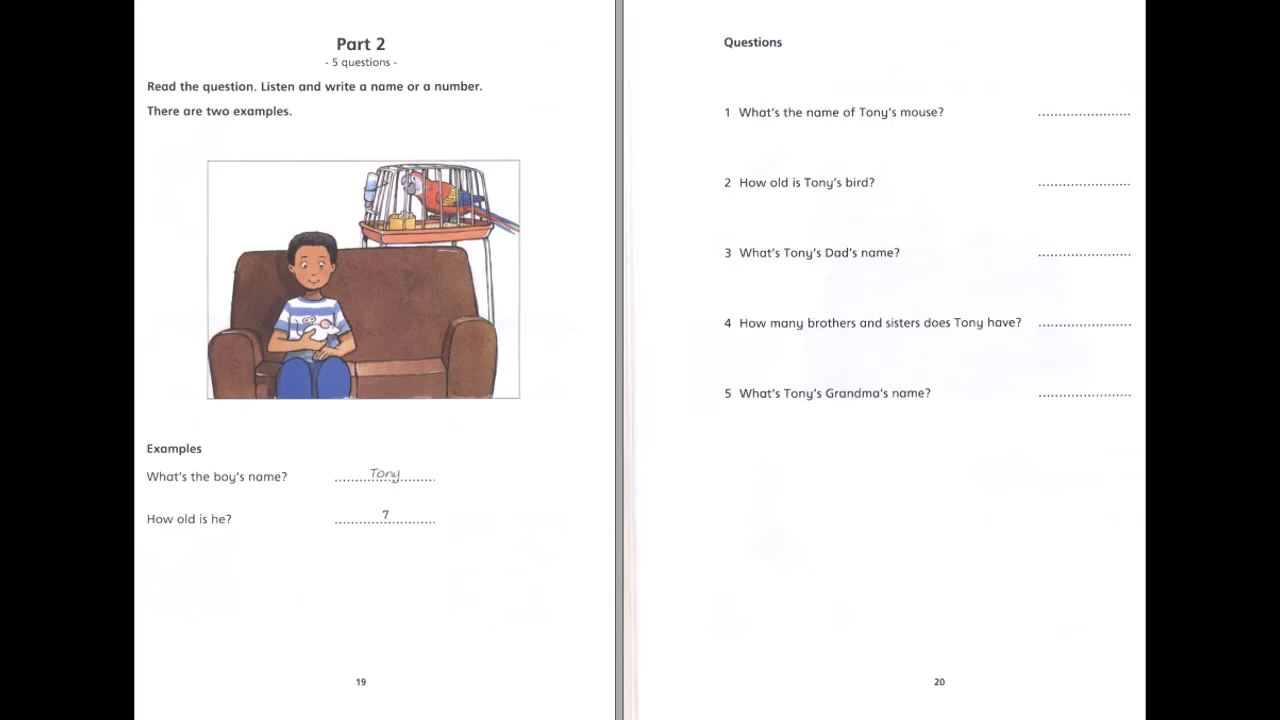 Part 2
- 5 questions -
Read the question. Listen and write a name or a number.
There are two examples.
Examples
What's the boy's name? Tony
How old is he? 7
19
Questions
1 What's the name of Tony's mouse? ......................
2 How old is Tony's bird? ......................
3 What's Tony's Dad's name? ......................
4 How many brothers and sisters does Tony have? ......................
5 What's Tony's Grandma's name? ......................
20